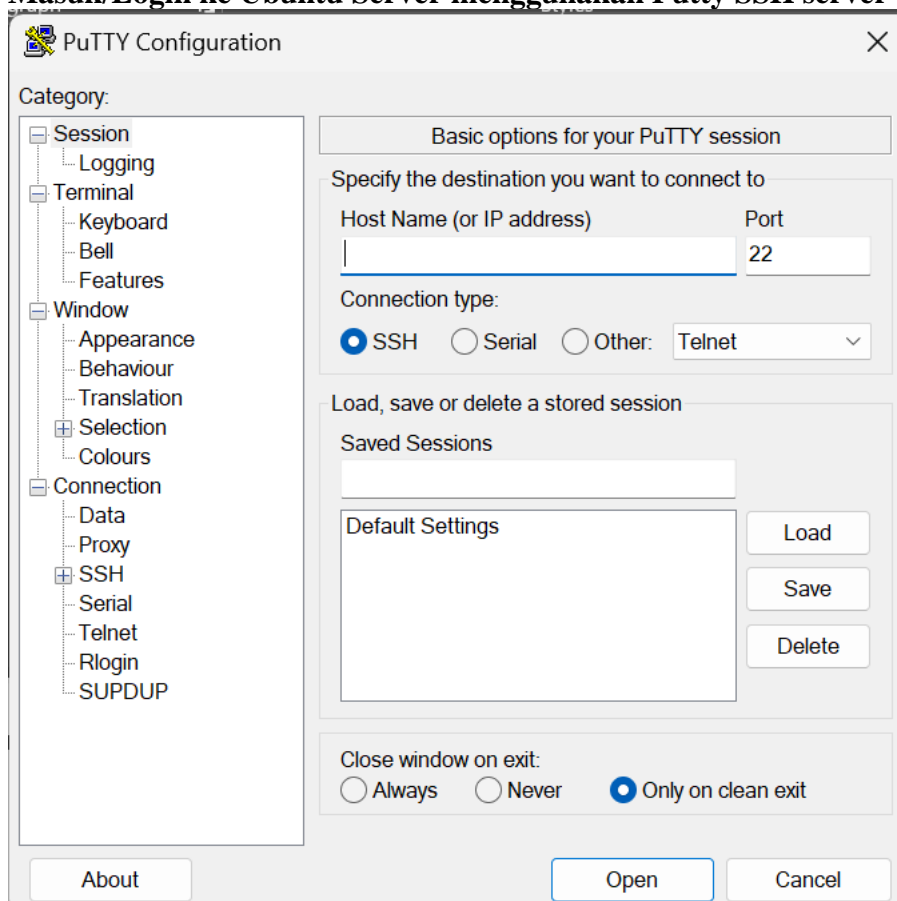 Masuk/Login ke Ubuntu Server menggunakan Putty SSH server
PuTTY Configuration
Category:
Session
Logging
Terminal
Keyboard
Bell
Features
Window
Appearance
Behaviour
Translation
Selection
Colours
Connection
Data
Proxy
SSH
Serial
Telnet
Rlogin
SUPDUP
Basic options for your PuTTY session
Specify the destination you want to connect to
Host Name (or IP address) Port
22
Connection type:
SSH Serial Other: Telnet
Load, save or delete a stored session
Saved Sessions
Default Settings
Load
Save
Delete
Close window on exit:
Always Never Only on clean exit
About Open Cancel